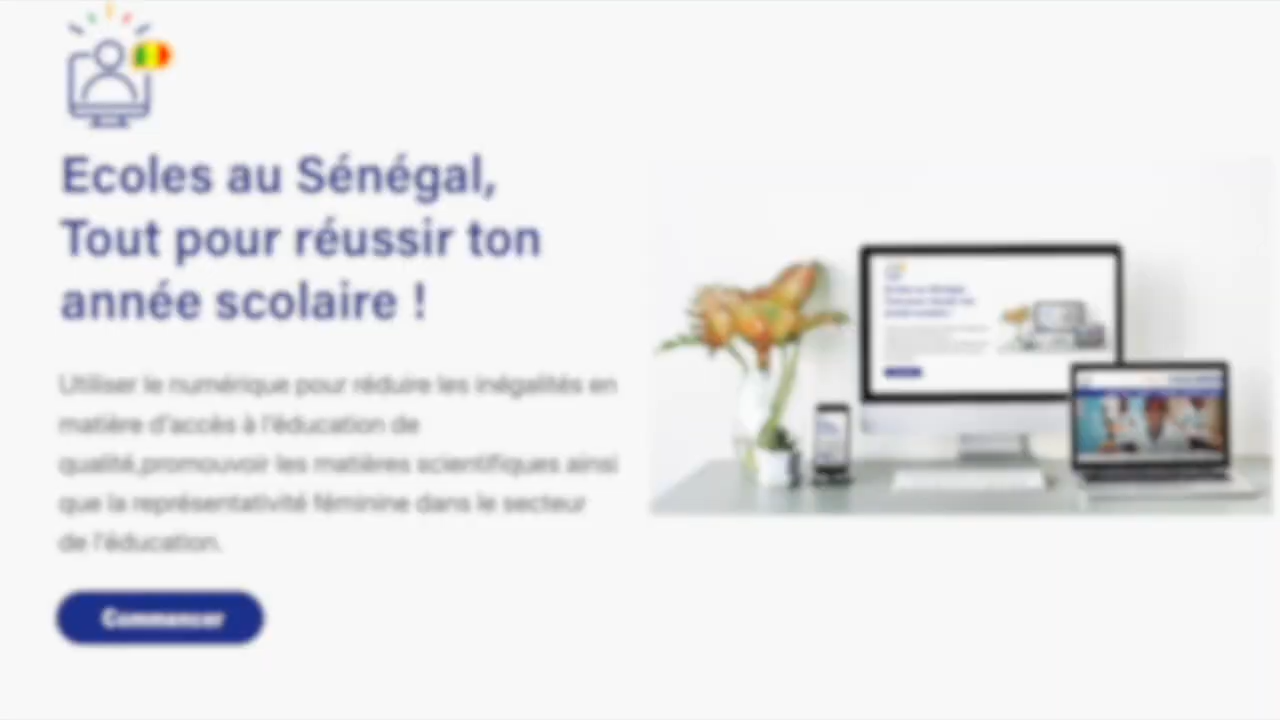 Ecoles au Sénégal,
Tout pour réussir ton
année scolaire !
Utiliser le numérique pour réduire les inégalités en
matière d'accès à l'éducation de
qualité,promouvoir les matières scientifiques ainsi
que la représentativité féminine dans le secteur
de l'éducation.
Commencer